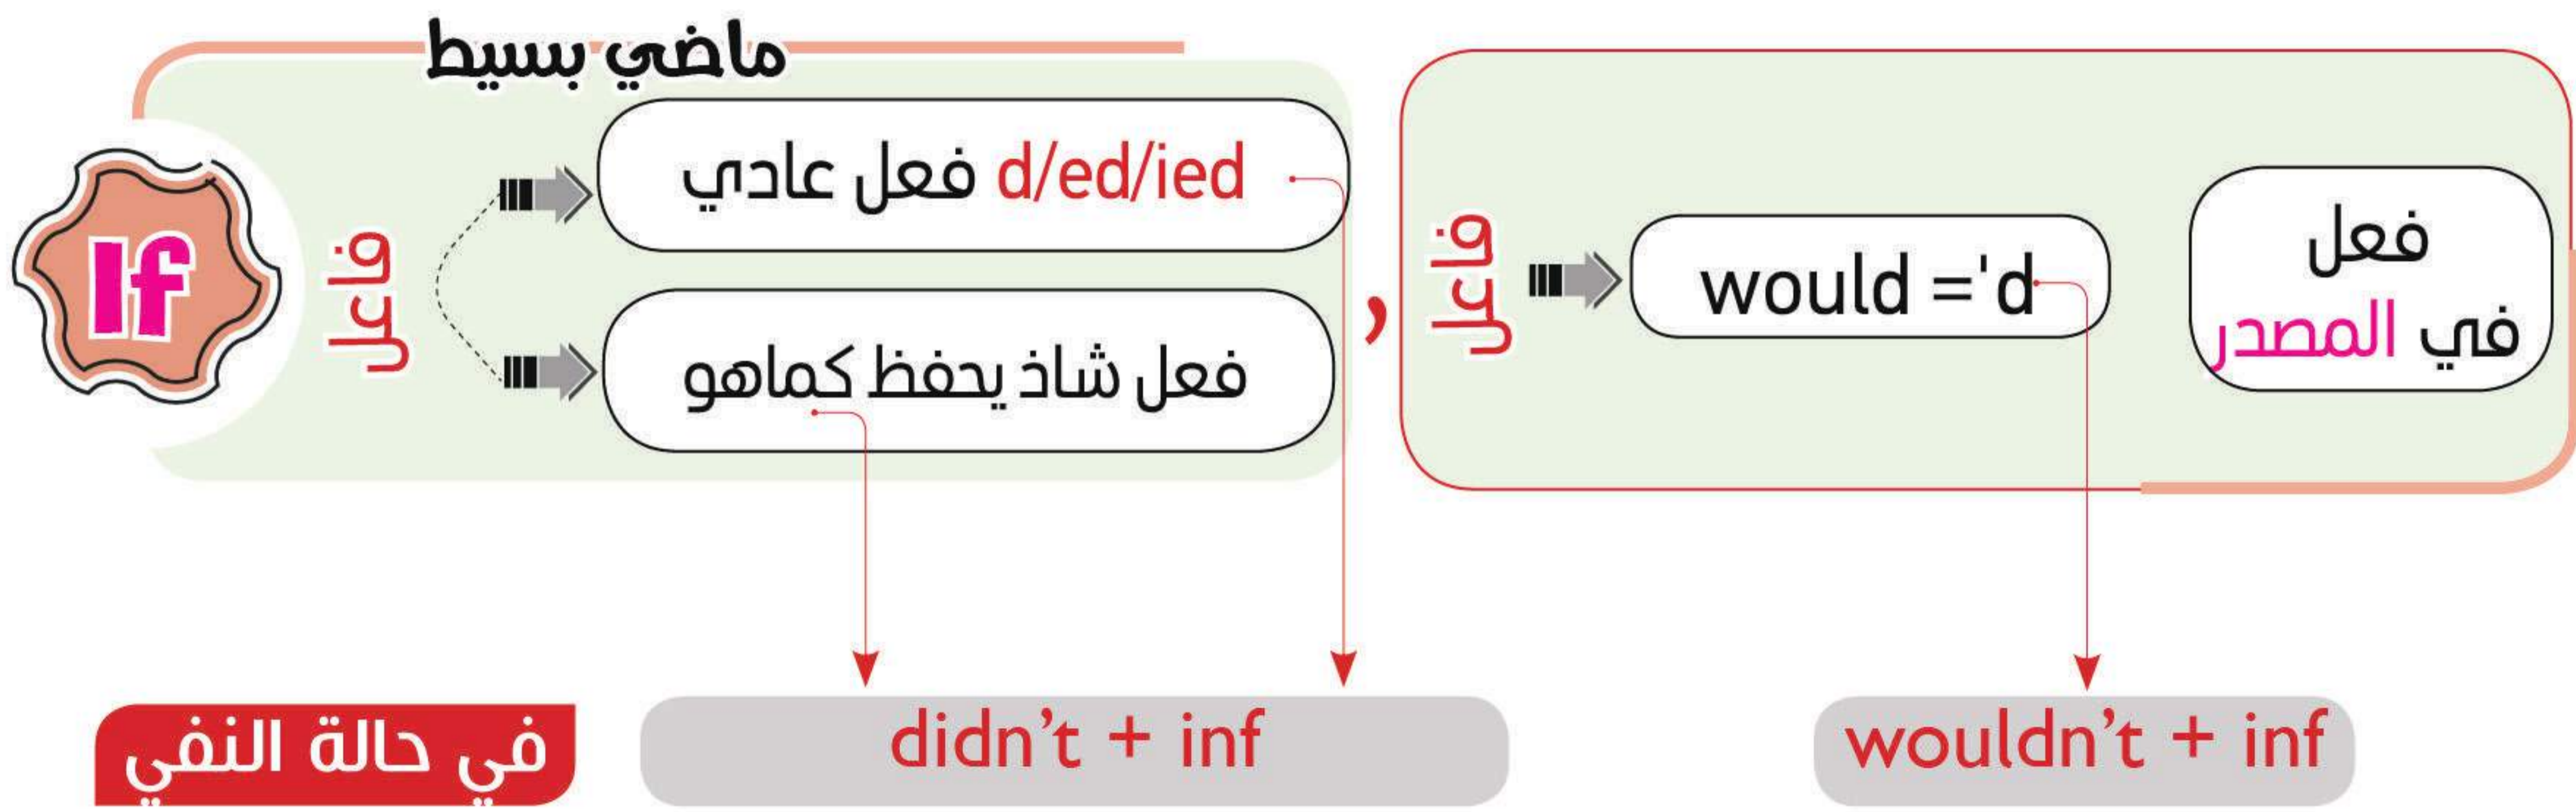 ماضي بسيط
If
فاعل
فعل عادي d/ed/ied
فعل شاذ يحفظ كماهو
,
فاعل
would ='d
فعل
في المصدر
في حالة النفي
didn't + inf
wouldn't + inf